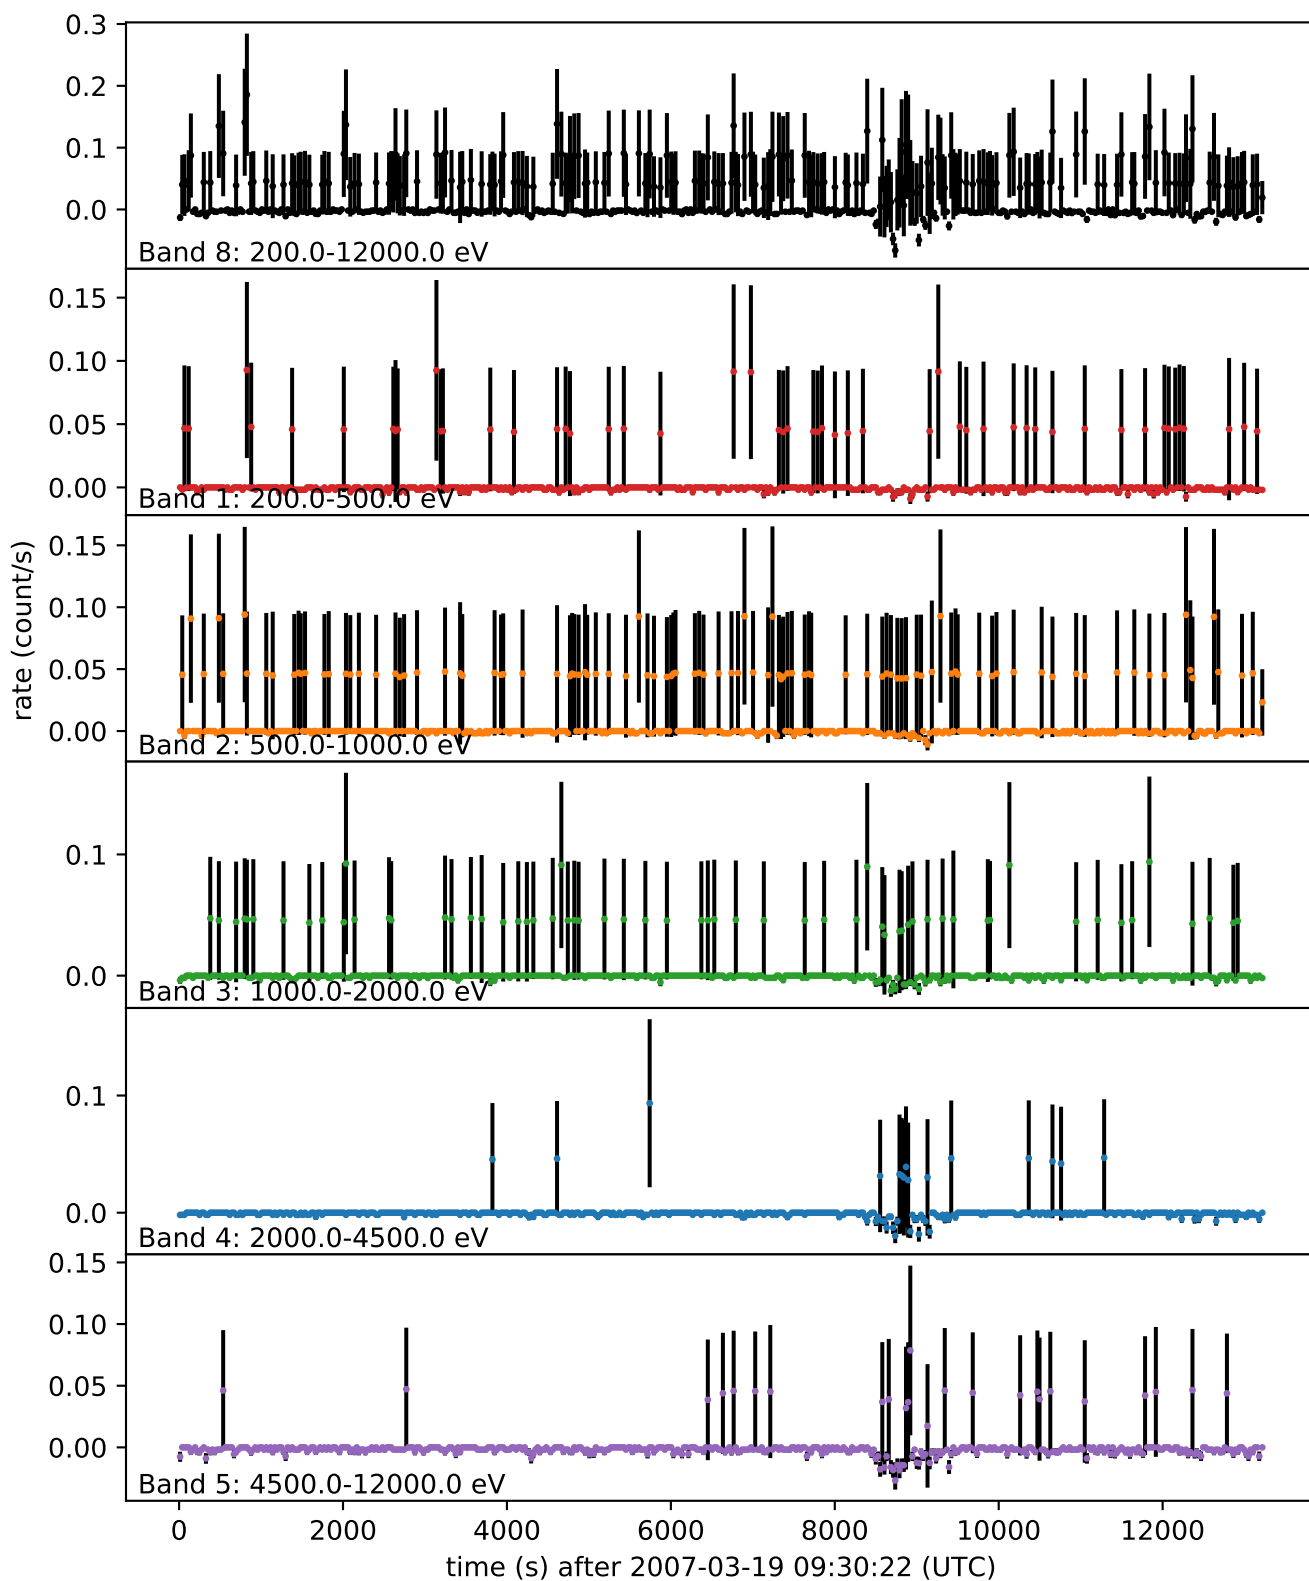 0.3
0.2
0.1
0.0
Band 8: 200.0-12000.0 eV
0.15
0.10
0.05
0.00
Band 1: 200.0-500.0 eV
rate (count/s)
0.15
0.10
0.05
0.00
Band 2: 500.0-1000.0 eV
0.1
0.0
Band 3: 1000.0-2000.0 eV
0.1
0.0
Band 4: 2000.0-4500.0 eV
0.15
0.10
0.05
0.00
Band 5: 4500.0-12000.0 eV
0 2000 4000 6000 8000 10000 12000
time (s) after 2007-03-19 09:30:22 (UTC)